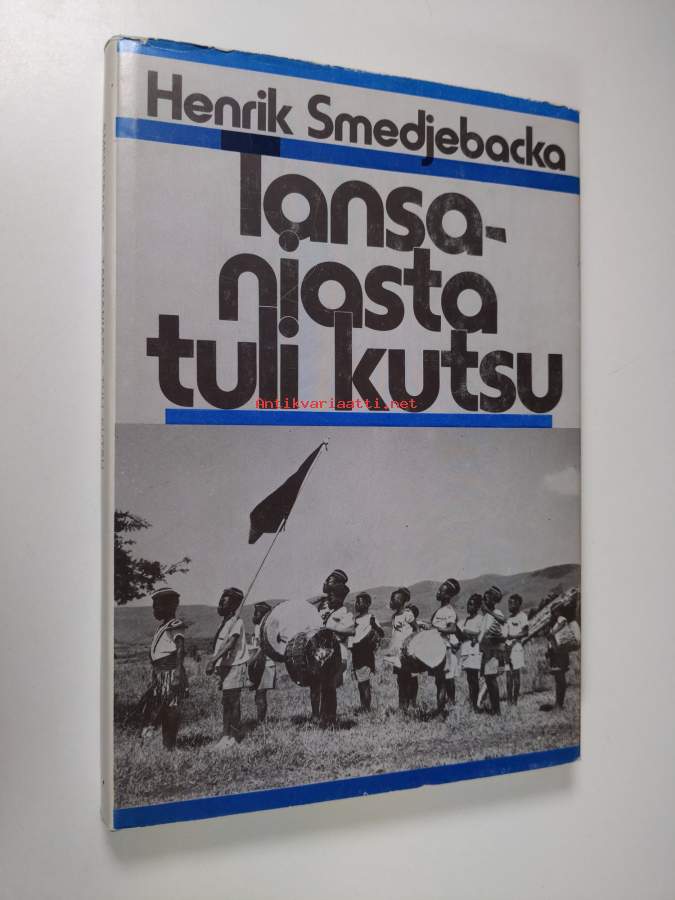 Henrik Smedjebacka
Tansa-
niasta
tuli kutsu
Antikvariaatti.net